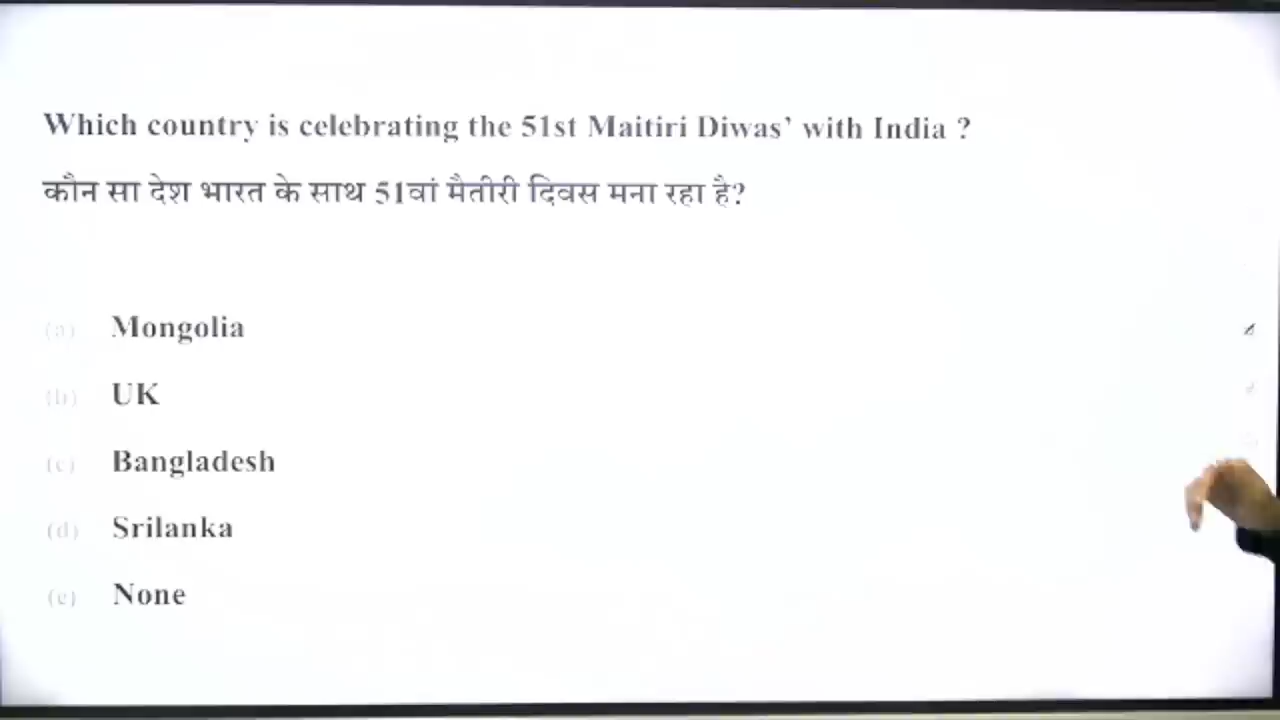 Which country is celebrating the 51st Maitiri Diwas’ with India ?
कौन सा देश भारत के साथ 51वां मैतीरी दिवस मना रहा है?
(a) Mongolia
(b) UK
(c) Bangladesh
(d) Srilanka
(e) None